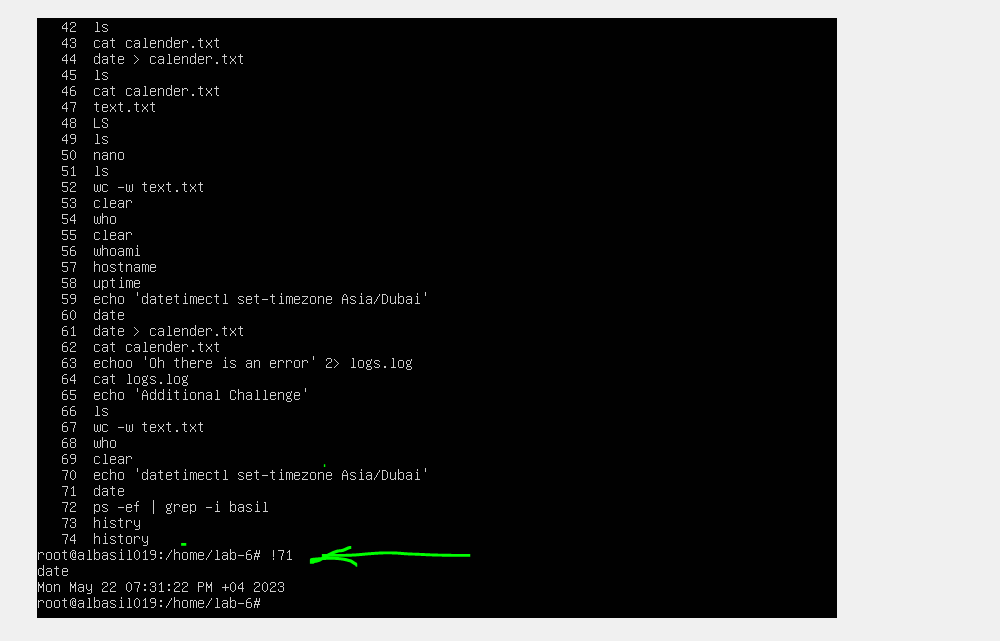 42 ls
43 cat calender.txt
44 date > calender.txt
45 ls
46 cat calender.txt
47 text.txt
48 LS
49 ls
50 nano
51 ls
52 wc -w text.txt
53 clear
54 who
55 clear
56 whoami
57 hostname
58 uptime
59 echo 'datetimectl set-timezone Asia/Dubai'
60 date
61 date > calender.txt
62 cat calender.txt
63 echoo 'Oh there is an error' 2> logs.log
64 cat logs.log
65 echo 'Additional Challenge'
66 ls
67 wc -w text.txt
68 who
69 clear
70 echo 'datetimectl set-timezone Asia/Dubai'
71 date
72 ps -ef | grep -i basil
73 histry
74 history
root@albasil019:/home/lab-6# !71
date
Mon May 22 07:31:22 PM +04 2023
root@albasil019:/home/lab-6#